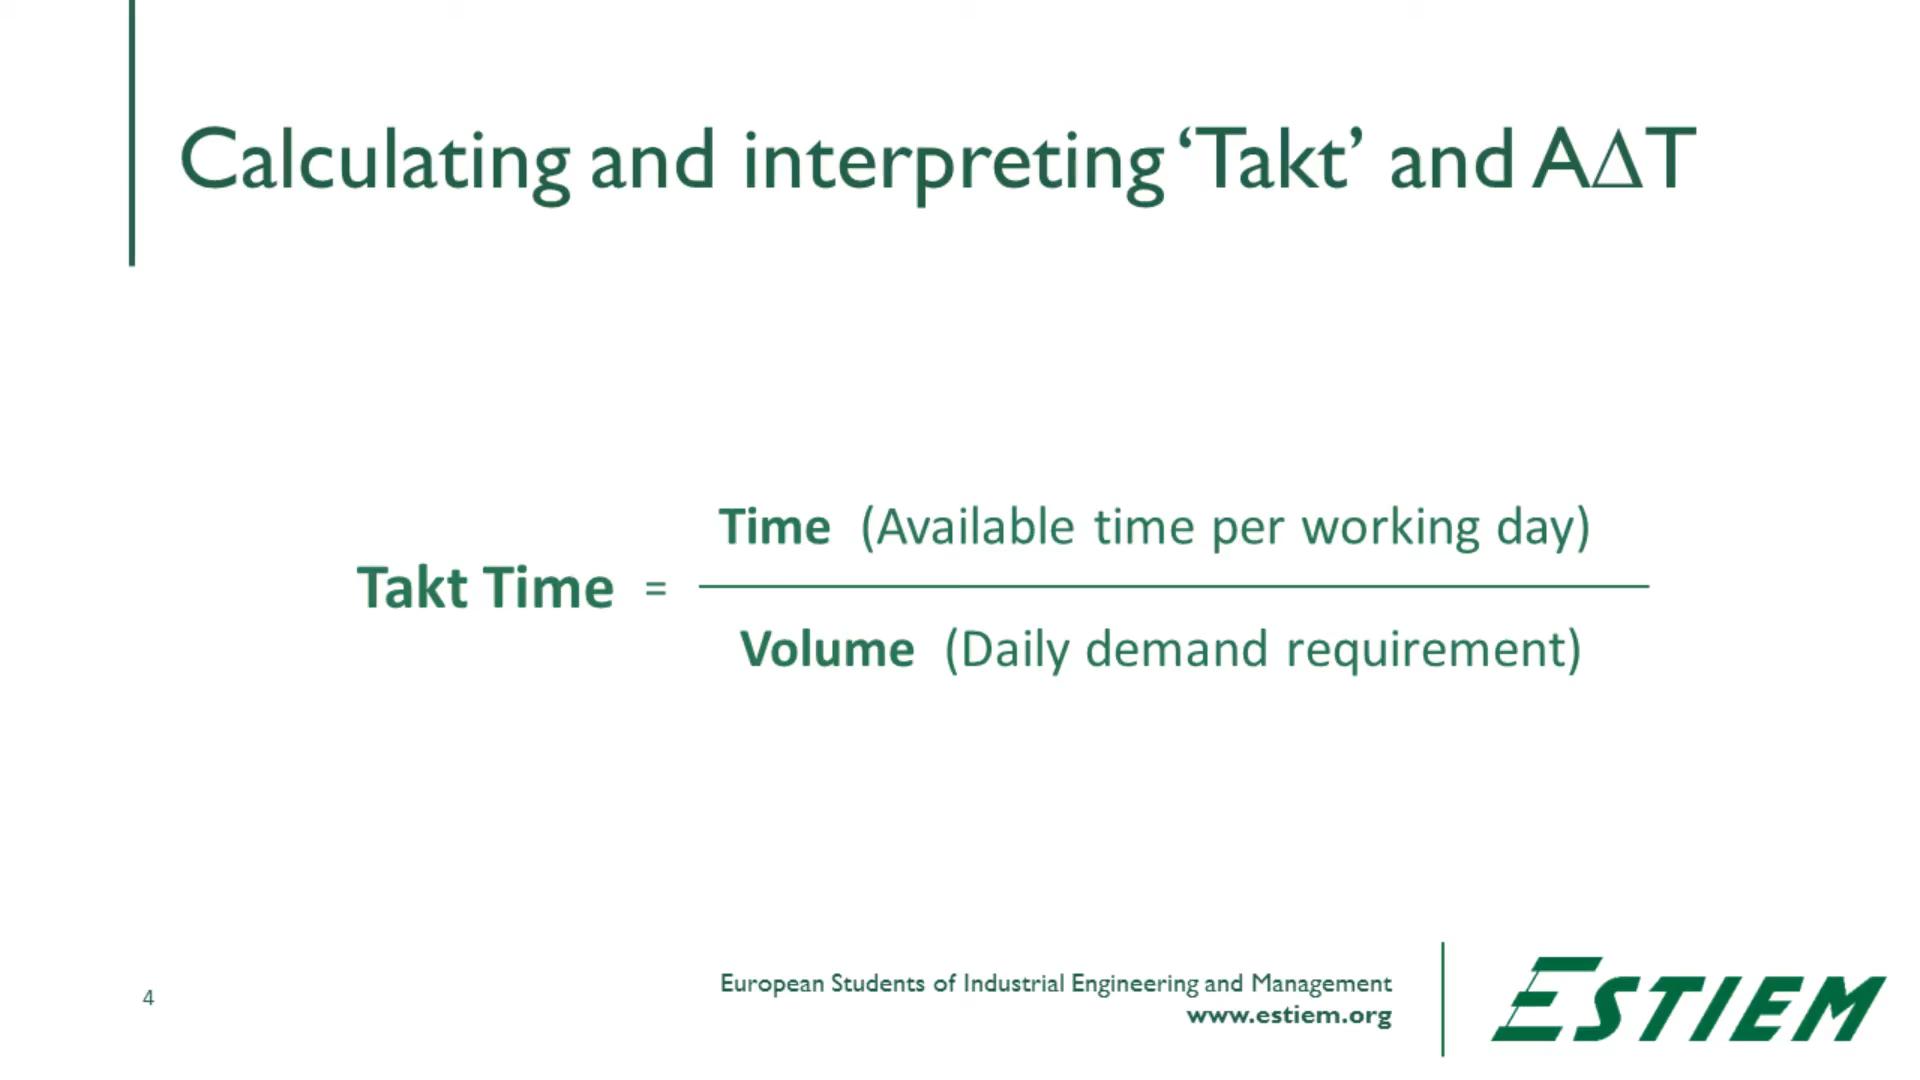 Calculating and interpreting ‘Takt’ and AΔT
Time (Available time per working day)
Takt Time =
Volume (Daily demand requirement)
4
European Students of Industrial Engineering and Management
www.estiem.org
ESTIEM